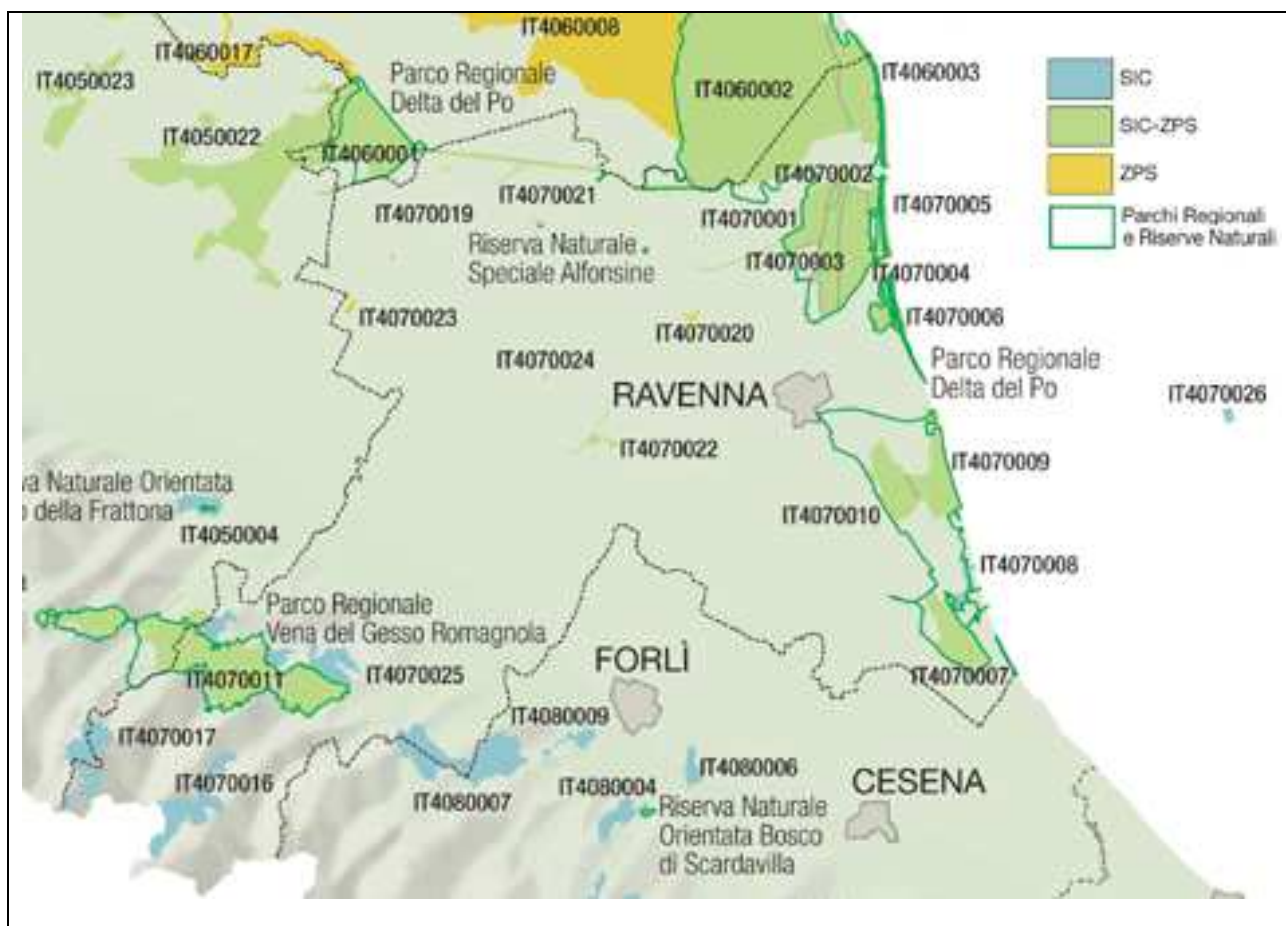 IT4060017
IT4060008
IT4050023
Parco Regionale
Delta del Po
IT4060002
IT4060003
SIC
SIC-ZPS
ZPS
Parchi Regionali
e Riserve Naturali
IT4050022
IT4060001
IT4070019
IT4070021
IT4070002
IT4070001
IT4070005
Riserva Naturale
Speciale Alfonsine
IT4070003
IT4070004
IT4070023
IT4070020
IT4070006
IT4070024
Parco Regionale
Delta del Po
RAVENNA
IT4070026
IT4070022
IT4070009
va Naturale Orientata
della Frattona
IT4050004
IT4070010
IT4070008
Parco Regionale
Vena del Gesso Romagnola
IT4070011
IT4070025
FORLÌ
IT4070007
IT4080009
IT4070017
IT4070016
IT4080007
IT4080004
IT4080006
CESENA
Riserva Naturale
Orientata Bosco
di Scardavilla